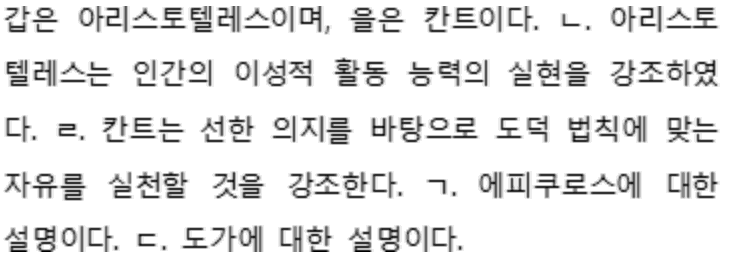 갑은 아리스토텔레스이며, 을은 칸트이다. ㄴ. 아리스토
텔레스는 인간의 이성적 활동 능력의 실현을 강조하였
다. ㄹ. 칸트는 선한 의지를 바탕으로 도덕 법칙에 맞는
자유를 실천할 것을 강조한다. ㄱ. 에피쿠로스에 대한
설명이다. ㄷ. 도가에 대한 설명이다.